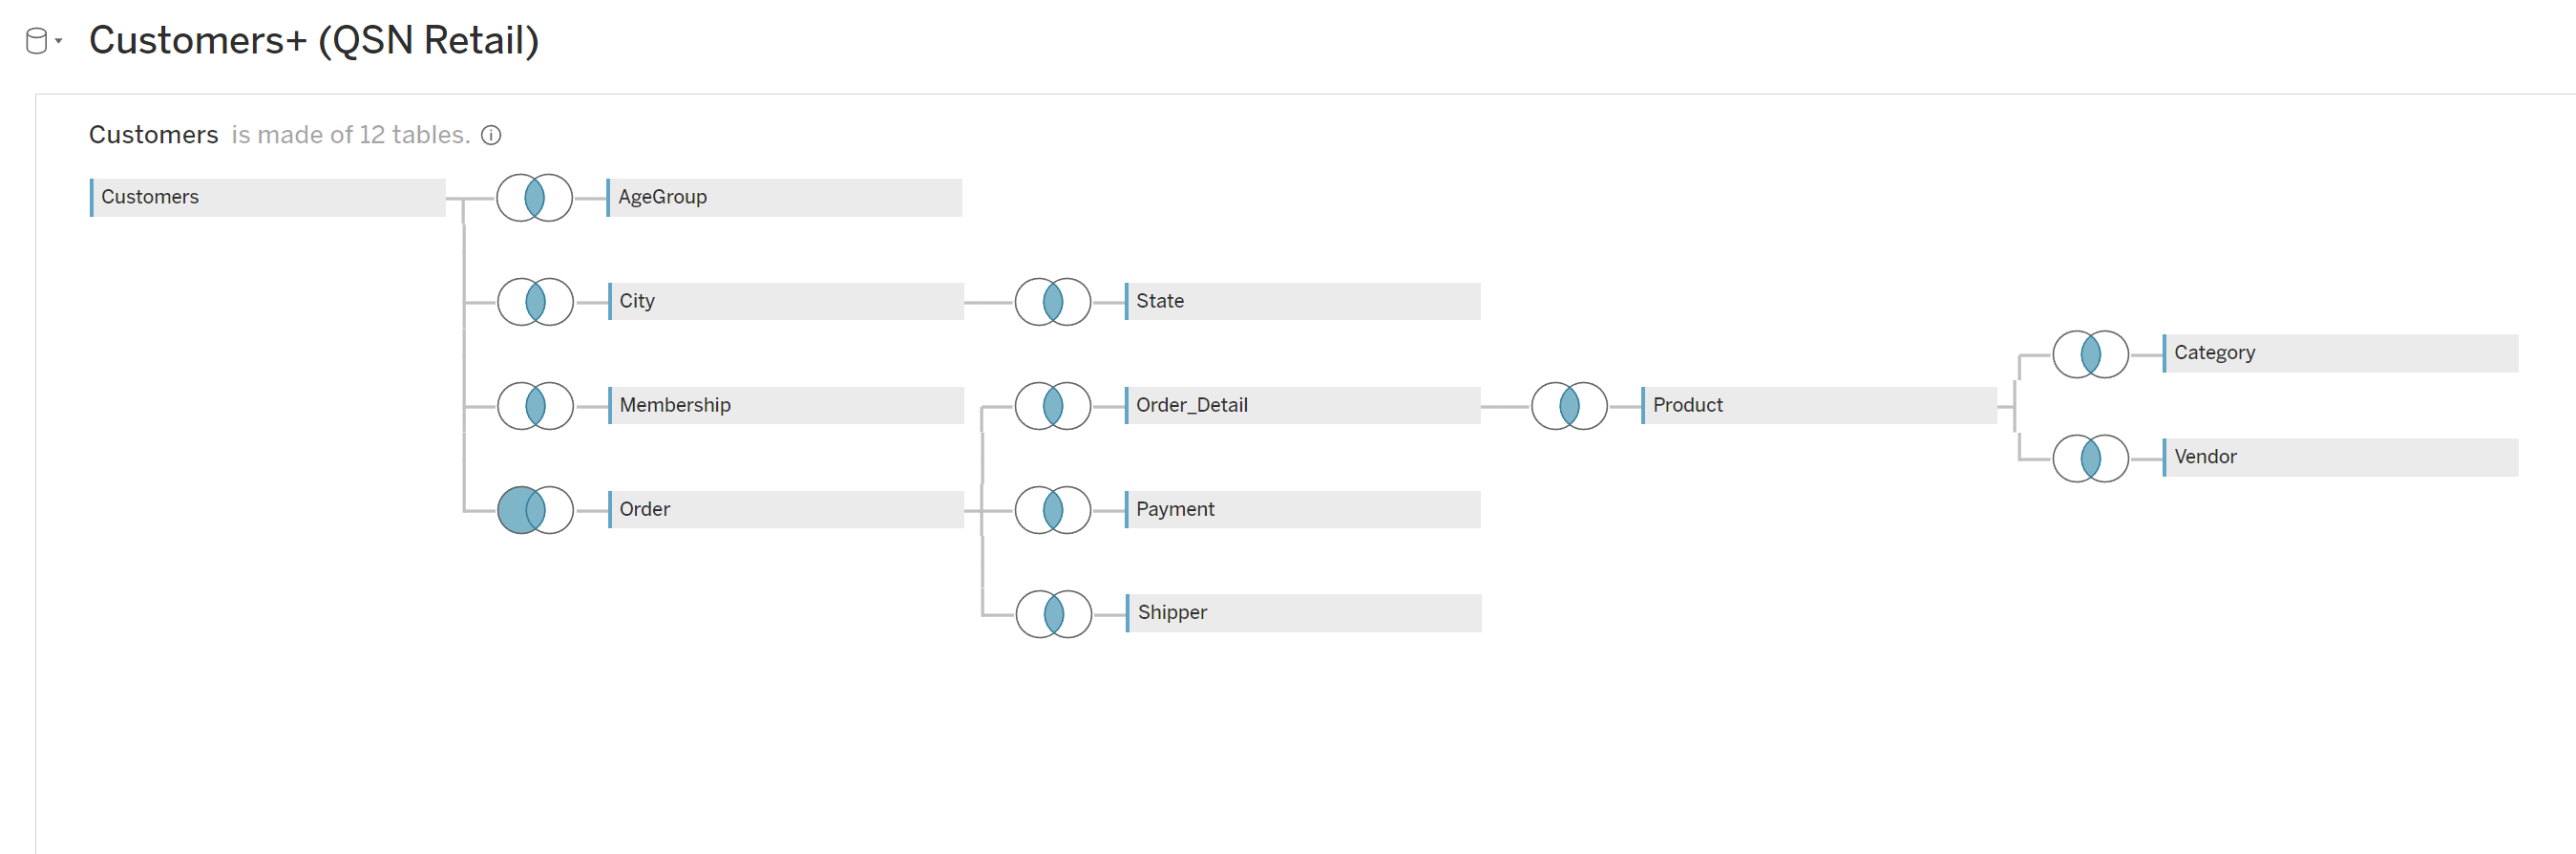 Customers+ (QSN Retail)
Customers is made of 12 tables.
Customers
AgeGroup
City
State
Category
Membership
Order_Detail
Product
Vendor
Order
Payment
Shipper